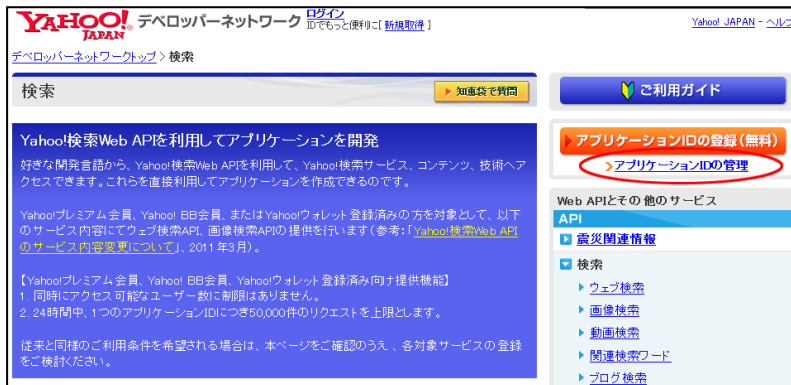 YAHOO! JAPAN デベロッパーネットワーク ログイン
IDでもっと便利に[ 新規取得 ]
Yahoo! JAPAN - ヘルプ
デベロッパーネットワークトップ > 検索
検索
知恵袋で質問
Yahoo!検索Web APIを利用してアプリケーションを開発
好きな開発言語から、Yahoo!検索Web APIを利用して、Yahoo!検索サービス、コンテンツ、技術へア
クセスできます。これらを直接利用してアプリケーションを作成できるのです。
Yahoo!プレミアム会員、Yahoo! BB会員、またはYahoo!ウォレット登録済みの方を対象として、以下
のサービス内容にてウェブ検索API、画像検索APIの提供を行います(参考:「Yahoo!検索Web API
のサービス内容変更について」、2011年3月)。
【Yahoo!プレミアム会員、Yahoo! BB会員、Yahoo!ウォレット登録済み向け提供機能】
1. 同時にアクセス可能なユーザー数に制限はありません。
2. 24時間中、1つのアプリケーションIDにつき50,000件のリクエストを上限とします。
従来と同様のご利用条件を希望される場合は、本ページをご確認のうえ、各対象サービスの登録
をご検討ください。
ご利用ガイド
アプリケーションIDの登録(無料)
アプリケーションIDの管理
Web APIとその他のサービス
API
震災関連情報
検索
ウェブ検索
画像検索
動画検索
関連検索ワード
ブログ検索